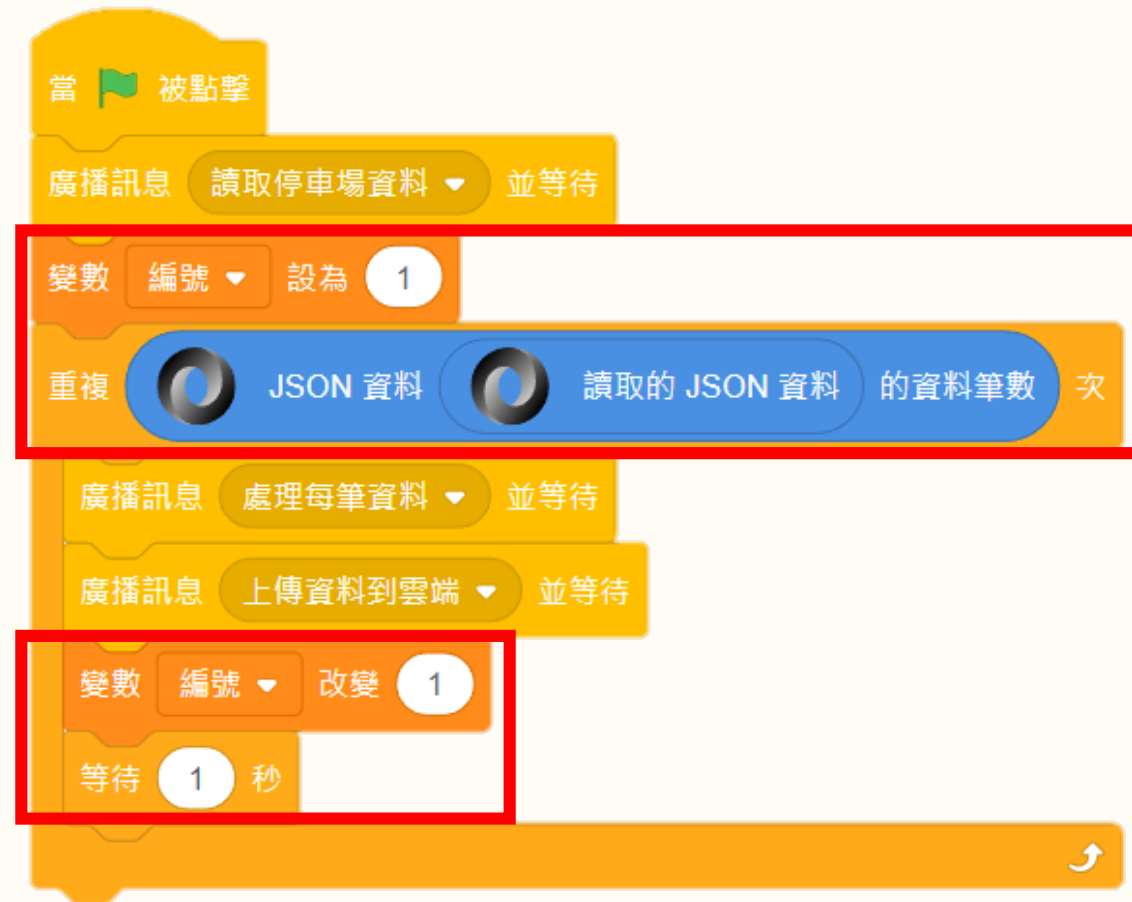 當 被點擊
廣播訊息 讀取停車場資料 並等待
變數 編號 設為 1
重複 JSON 資料 讀取的 JSON 資料 的資料筆數 次
廣播訊息 處理每筆資料 並等待
廣播訊息 上傳資料到雲端 並等待
變數 編號 改變 1
等待 1 秒